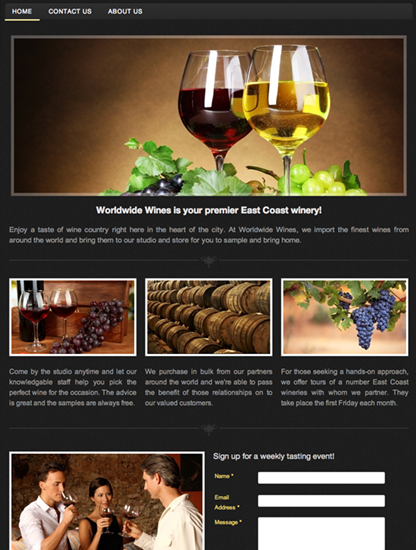 HOME CONTACT US ABOUT US
Worldwide Wines is your premier East Coast winery!
Enjoy a taste of wine country right here in the heart of the city. At Worldwide Wines, we import the finest wines from
around the world and bring them to our studio and store for you to sample and bring home.
Come by the studio anytime and let our
knowledgable staff help you pick the
perfect wine for the occasion. The advice
is great and the samples are always free.
We purchase in bulk from our partners
around the world and we're able to pass
the benefit of those relationships on to
our valued customers.
For those seeking a hands-on approach,
we offer tours of a number East Coast
wineries with whom we partner. They
take place the first Friday each month.
Sign up for a weekly tasting event!
Name *
Email
Address *
Message *